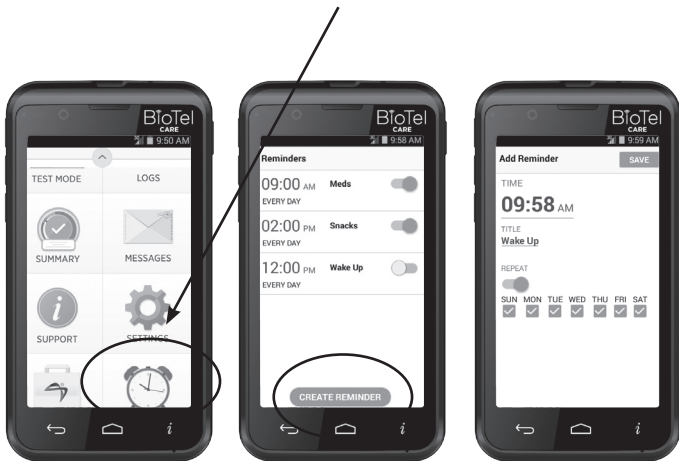 BioTel
CARE
9:50 AM
TEST MODE LOGS
SUMMARY MESSAGES
SUPPORT SETTINGS
i
BioTel
CARE
9:58 AM
Reminders
09:00 AM Meds
EVERY DAY
02:00 PM Snacks
EVERY DAY
12:00 PM Wake Up
EVERY DAY
CREATE REMINDER
i
BioTel
CARE
9:59 AM
Add Reminder SAVE
TIME
09:58 AM
TITLE
Wake Up
REPEAT
SUN MON TUE WED THU FRI SAT
i